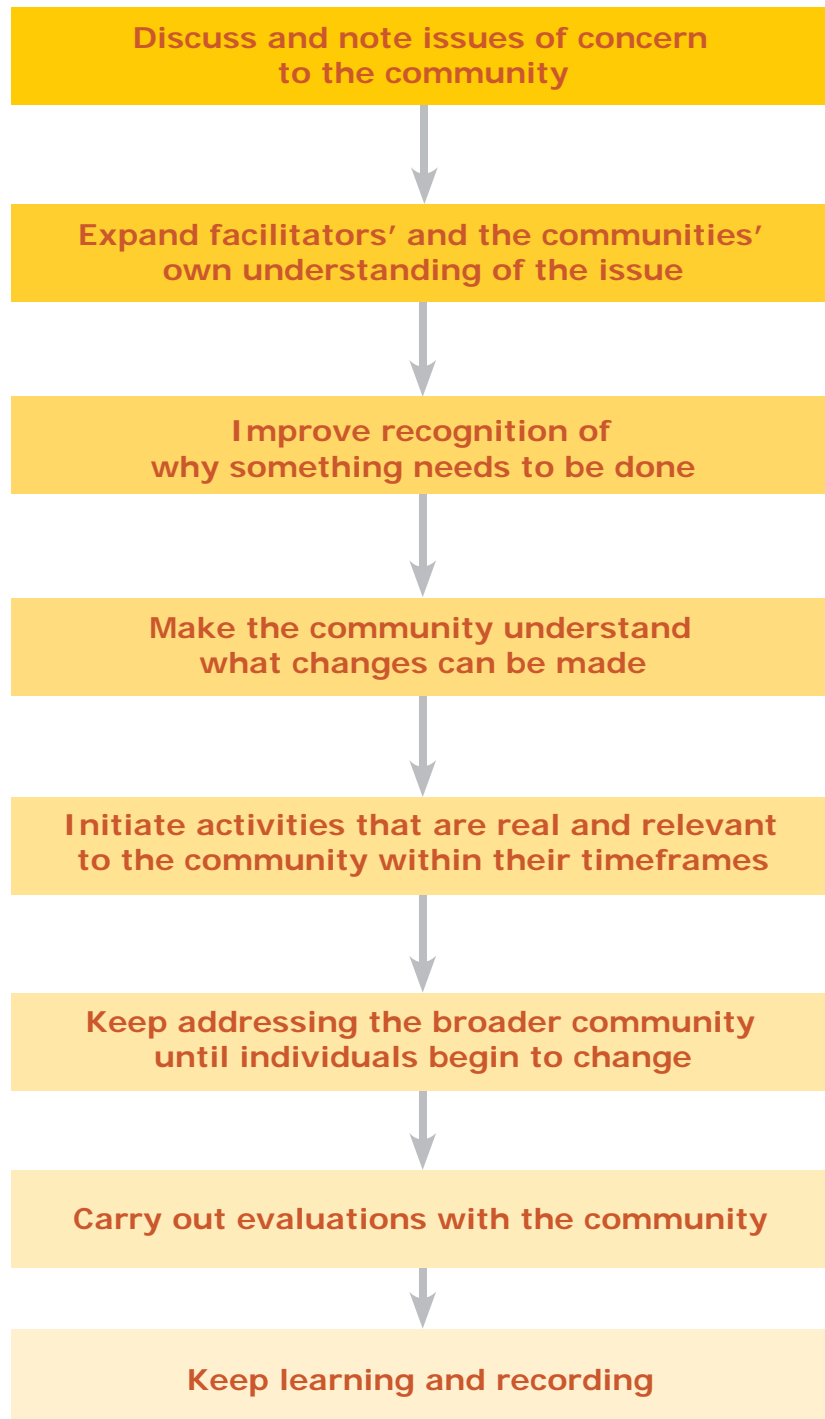 Discuss and note issues of concern
to the community
Expand facilitators’ and the communities’
own understanding of the issue
Improve recognition of
why something needs to be done
Make the community understand
what changes can be made
Initiate activities that are real and relevant
to the community within their timeframes
Keep addressing the broader community
until individuals begin to change
Carry out evaluations with the community
Keep learning and recording